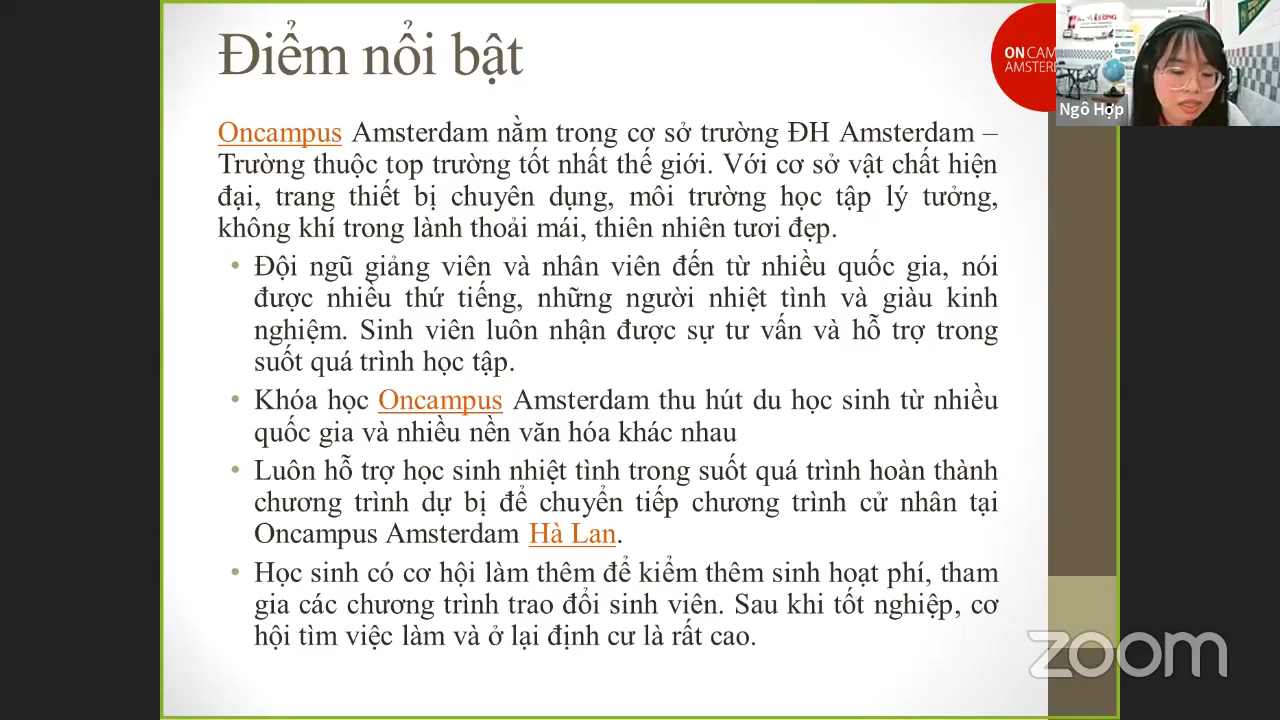 Điểm nổi bật
ON CAM
AMSTER
Ngô Hợp
Oncampus Amsterdam nằm trong cơ sở trường ĐH Amsterdam –
Trường thuộc top trường tốt nhất thế giới. Với cơ sở vật chất hiện
đại, trang thiết bị chuyên dụng, môi trường học tập lý tưởng,
không khí trong lành thoải mái, thiên nhiên tươi đẹp.
• Đội ngũ giảng viên và nhân viên đến từ nhiều quốc gia, nói
được nhiều thứ tiếng, những người nhiệt tình và giàu kinh
nghiệm. Sinh viên luôn nhận được sự tư vấn và hỗ trợ trong
suốt quá trình học tập.
• Khóa học Oncampus Amsterdam thu hút du học sinh từ nhiều
quốc gia và nhiều nền văn hóa khác nhau
• Luôn hỗ trợ học sinh nhiệt tình trong suốt quá trình hoàn thành
chương trình dự bị để chuyển tiếp chương trình cử nhân tại
Oncampus Amsterdam Hà Lan.
• Học sinh có cơ hội làm thêm để kiểm thêm sinh hoạt phí, tham
gia các chương trình trao đổi sinh viên. Sau khi tốt nghiệp, cơ
hội tìm việc làm và ở lại định cư là rất cao.
zoom